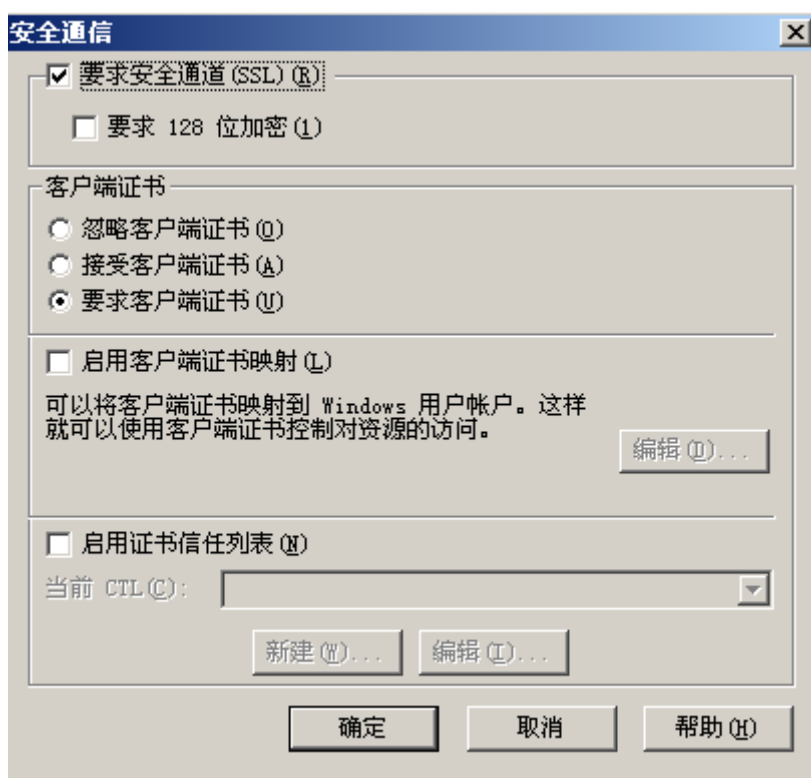 安全通信
要求安全通道(SSL)(R)
要求 128 位加密(1)
客户端证书
忽略客户端证书(O)
接受客户端证书(A)
要求客户端证书(U)
启用客户端证书映射(L)
可以将客户端证书映射到 Windows 用户帐户。这样
就可以使用客户端证书控制对资源的访问。
编辑(D)...
启用证书信任列表(N)
当前 CTL(C):
新建(W)... 编辑(I)...
确定 取消 帮助(H)